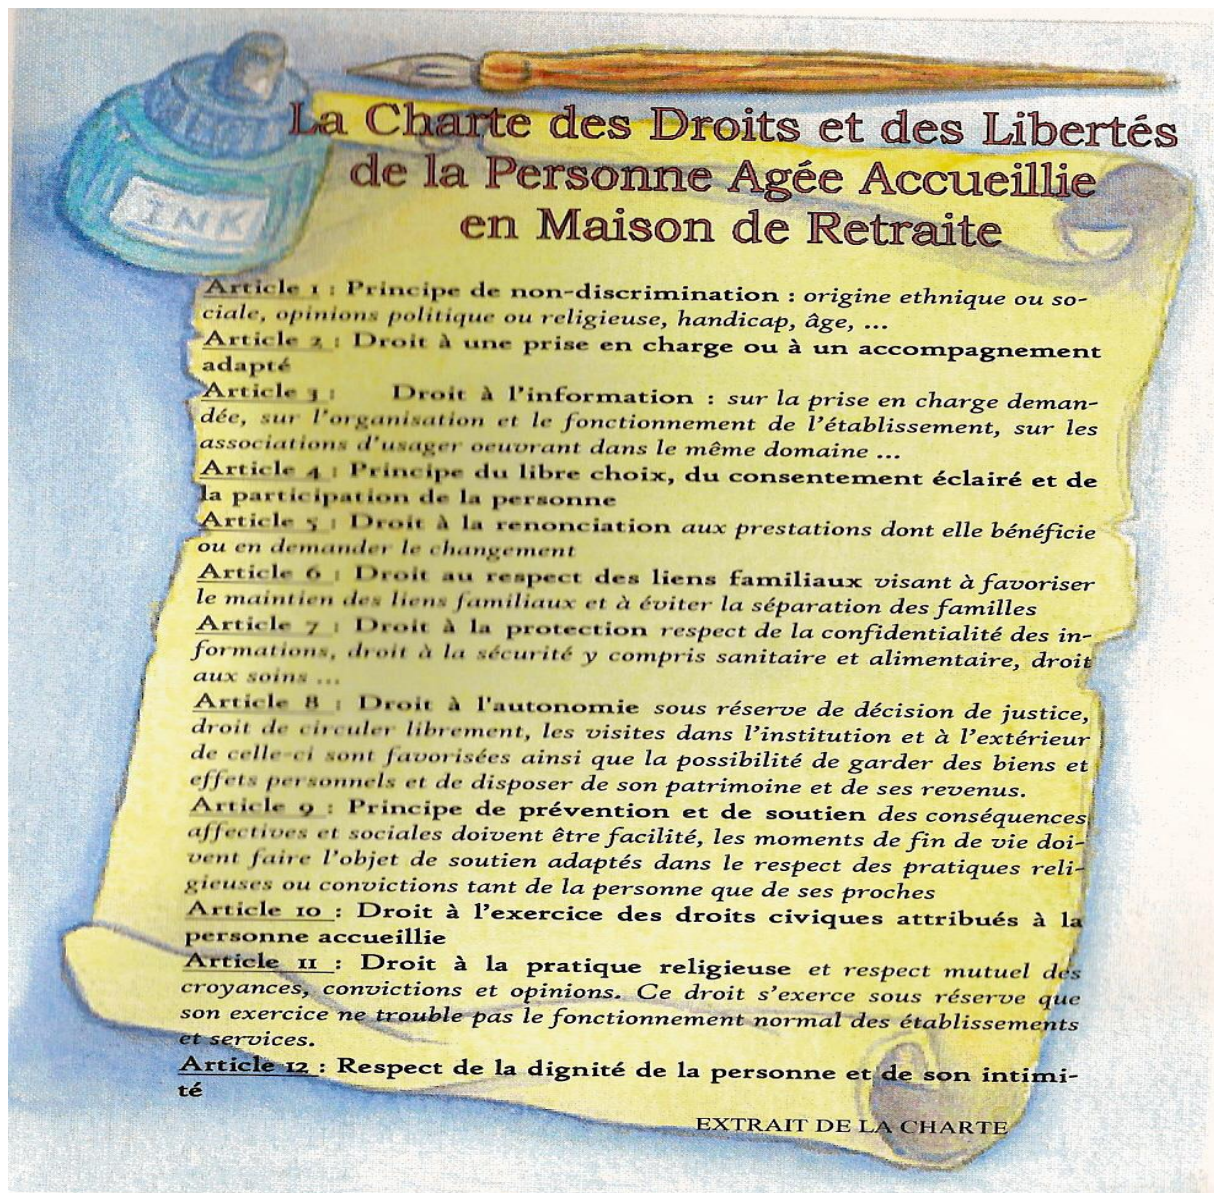 La Charte des Droits et des Libertés
de la Personne Agée Accueillie
en Maison de Retraite
INK
Article 1 : Principe de non-discrimination : origine ethnique ou so-
ciale, opinions politique ou religieuse, handicap, âge, ...
Article 2 : Droit à une prise en charge ou à un accompagnement
adapté
Article 3 : Droit à l'information : sur la prise en charge deman-
dée, sur l'organisation et le fonctionnement de l'établissement, sur les
associations d'usager oeuvrant dans le même domaine ...
Article 4 : Principe du libre choix, du consentement éclairé et de
la participation de la personne
Article 5 : Droit à la renonciation aux prestations dont elle bénéficie
ou en demander le changement
Article 6 : Droit au respect des liens familiaux visant à favoriser
le maintien des liens familiaux et à éviter la séparation des familles
Article 7 : Droit à la protection respect de la confidentialité des in-
formations, droit à la sécurité y compris sanitaire et alimentaire, droit
aux soins ...
Article 8 : Droit à l'autonomie sous réserve de décision de justice,
droit de circuler librement, les visites dans l'institution et à l'extérieur
de celle-ci sont favorisées ainsi que la possibilité de garder des biens et
effets personnels et de disposer de son patrimoine et de ses revenus.
Article 9 : Principe de prévention et de soutien des conséquences
affectives et sociales doivent être facilité, les moments de fin de vie doi-
vent faire l'objet de soutien adaptés dans le respect des pratiques reli-
gieuses ou convictions tant de la personne que de ses proches
Article 10 : Droit à l'exercice des droits civiques attribués à la
personne accueillie
Article 11 : Droit à la pratique religieuse et respect mutuel des
croyances, convictions et opinions. Ce droit s'exerce sous réserve que
son exercice ne trouble pas le fonctionnement normal des établissements
et services.
Article 12 : Respect de la dignité de la personne et de son intimi-
té
EXTRAIT DE LA CHARTE